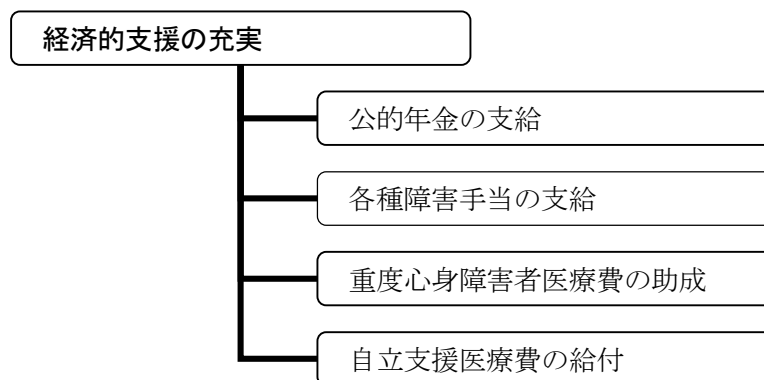 経済的支援の充実
公的年金の支給
各種障害手当の支給
重度心身障害者医療費の助成
自立支援医療費の給付